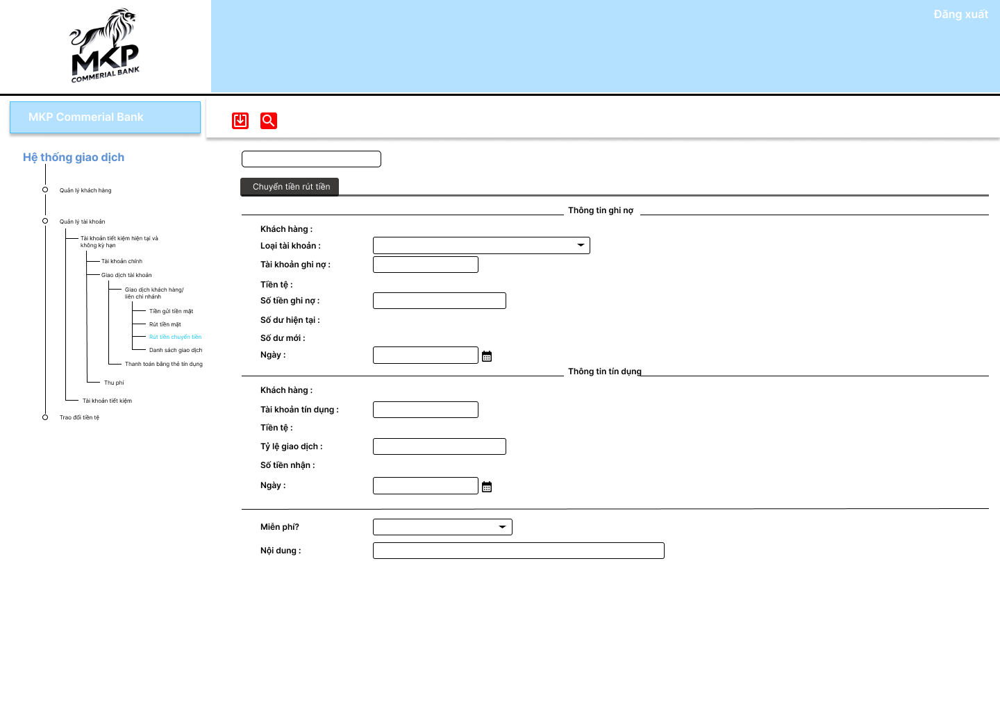 MKP
COMMERIAL BANK
Đăng xuất
MKP Commerial Bank
Hệ thống giao dịch
Quản lý khách hàng
Quản lý tài khoản
Tài khoản tiết kiệm hiện tại và
không kỳ hạn
Tài khoản chính
Giao dịch tài khoản
Giao dịch khách hàng/
liên chi nhánh
Tiền gửi tiền mặt
Rút tiền mặt
Rút tiền chuyển tiền
Danh sách giao dịch
Thanh toán bằng thẻ tín dụng
Thu phí
Tài khoản tiết kiệm
Trao đổi tiền tệ
Chuyển tiền rút tiền
Thông tin ghi nợ
Khách hàng :
Loại tài khoản :
Tài khoản ghi nợ :
Tiền tệ :
Số tiền ghi nợ :
Số dư hiện tại :
Số dư mới :
Ngày :
Thông tin tín dụng
Khách hàng :
Tài khoản tín dụng :
Tiền tệ :
Tỷ lệ giao dịch :
Số tiền nhận :
Ngày :
Miễn phí?
Nội dung :